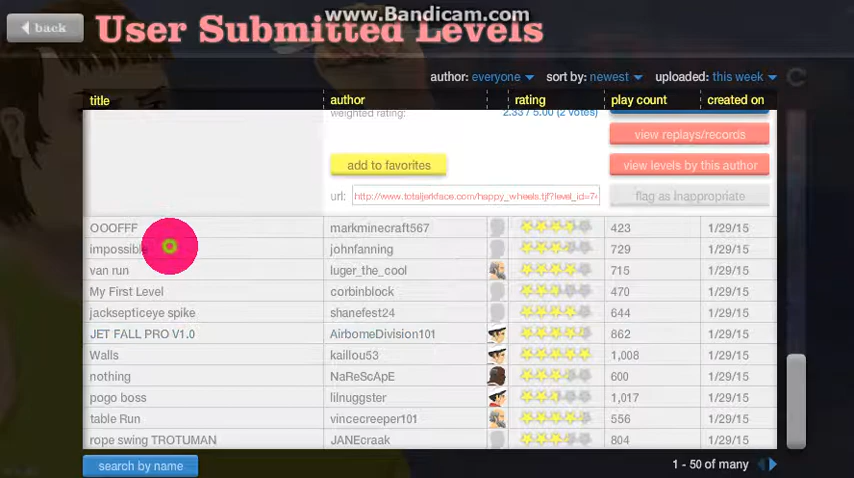 www.Bandicam.com
back
User Submitted Levels
author: everyone sort by: newest uploaded: this week
title author rating play count created on
weighted rating: 2.33 / 5.00 (2 votes)
view replays/records
add to favorites view levels by this author
url: http://www.totaljerkface.com/happy_wheels.tjf?level_id=74 flag as inappropriate
OOOFFF markminecraft567 423 1/29/15
impossible johnfanning 729 1/29/15
van run luger_the_cool 715 1/29/15
My First Level corbinblock 470 1/29/15
jacksepticeye spike shanefest24 644 1/29/15
JET FALL PRO V1.0 AirborneDivision101 862 1/29/15
Walls kaillou53 1,008 1/29/15
nothing NaReScApE 600 1/29/15
pogo boss lilnuggster 1,017 1/29/15
table Run vincecreeper101 556 1/29/15
rope swing TROTUMAN JANEcraak 804 1/29/15
search by name 1 - 50 of many